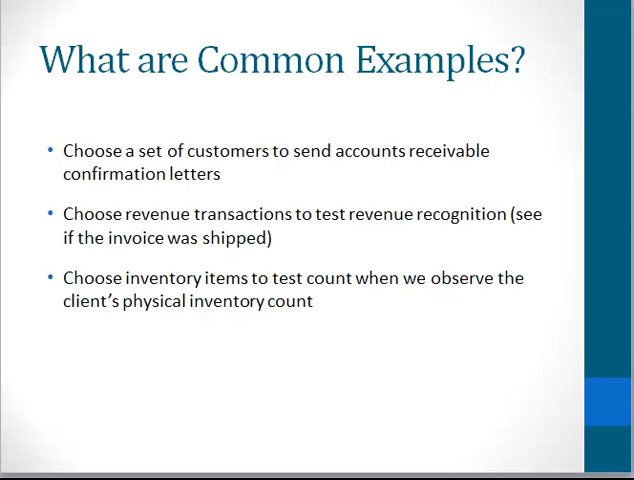 What are Common Examples?
• Choose a set of customers to send accounts receivable
confirmation letters
• Choose revenue transactions to test revenue recognition (see
if the invoice was shipped)
• Choose inventory items to test count when we observe the
client's physical inventory count